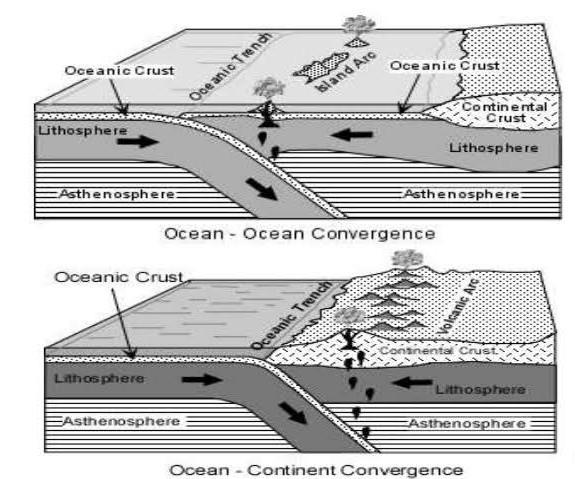 Oceanic Crust
Oceanic Trench
Island Arc
Oceanic Crust
Continental
Crust
Lithosphere
Lithosphere
Asthenosphere
Asthenosphere
Ocean - Ocean Convergence
Oceanic Crust
Oceanic Trench
Volcanic Arc
Continental Crust
Lithosphere
Lithosphere
Asthenosphere
Asthenosphere
Ocean - Continent Convergence